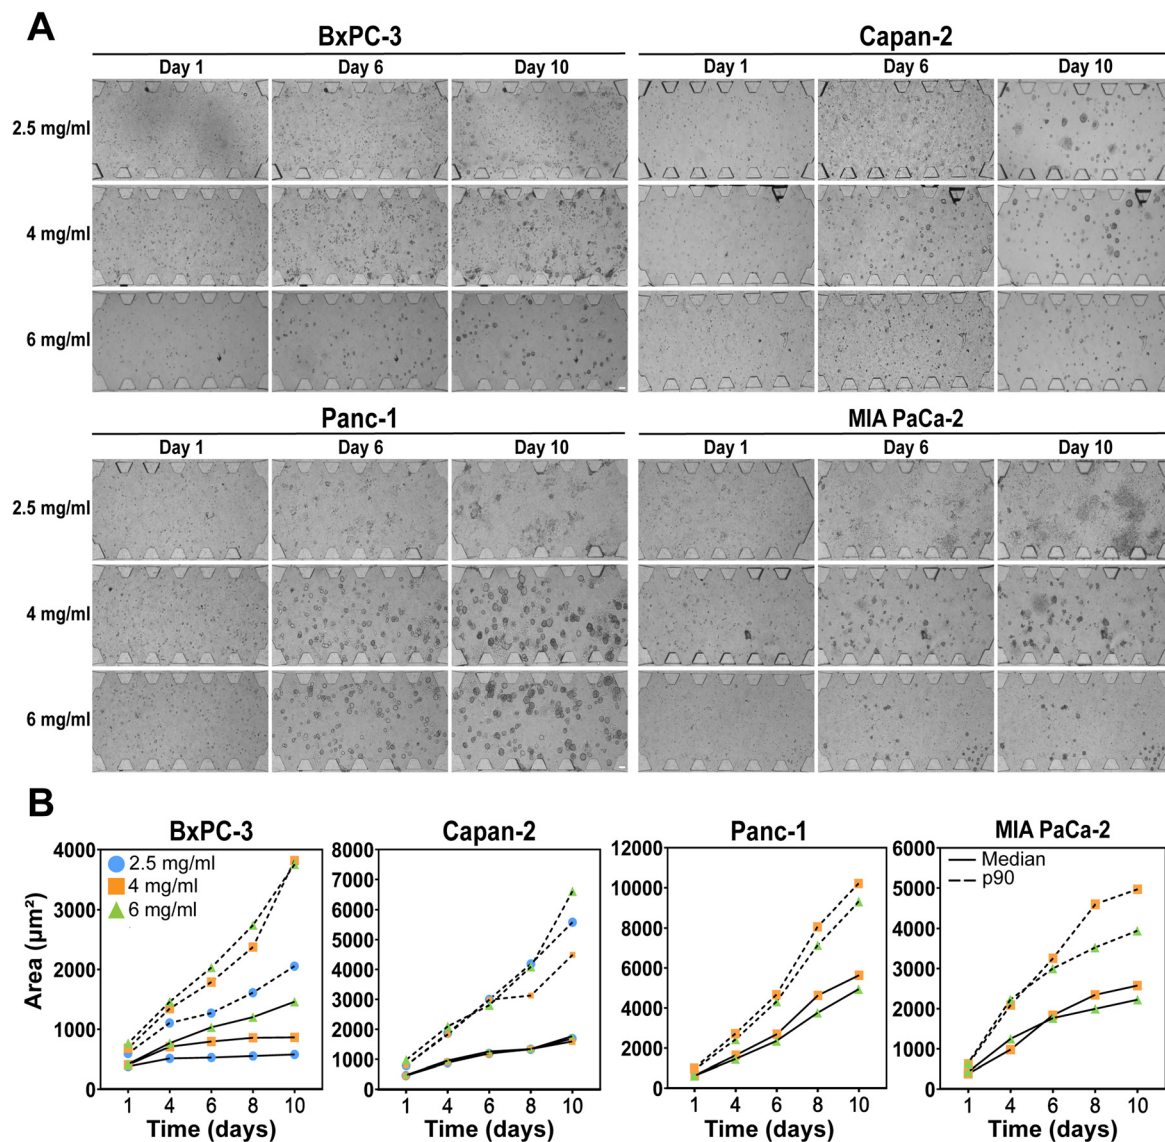 A
BxPC-3
Capan-2
Day 1
Day 6
Day 10
Day 1
Day 6
Day 10
2.5 mg/ml
4 mg/ml
6 mg/ml
Panc-1
MIA PaCa-2
Day 1
Day 6
Day 10
Day 1
Day 6
Day 10
2.5 mg/ml
4 mg/ml
6 mg/ml
B
BxPC-3
Area (µm²)
4000
3000
2000
1000
0
2.5 mg/ml
4 mg/ml
6 mg/ml
1 4 6 8 10
Time (days)
Capan-2
8000
7000
6000
5000
4000
3000
2000
1000
0
1 4 6 8 10
Time (days)
Panc-1
12000
10000
8000
6000
4000
2000
0
1 4 6 8 10
Time (days)
MIA PaCa-2
6000
5000
4000
3000
2000
1000
0
Median
p90
1 4 6 8 10
Time (days)